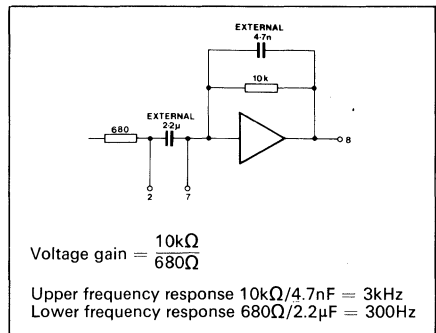 EXTERNAL
4·7n
10k
EXTERNAL
680
2·2µ
8
2
7
Voltage gain = 10kΩ/680Ω
Upper frequency response 10kΩ/4.7nF = 3kHz
Lower frequency response 680Ω/2.2µF = 300Hz